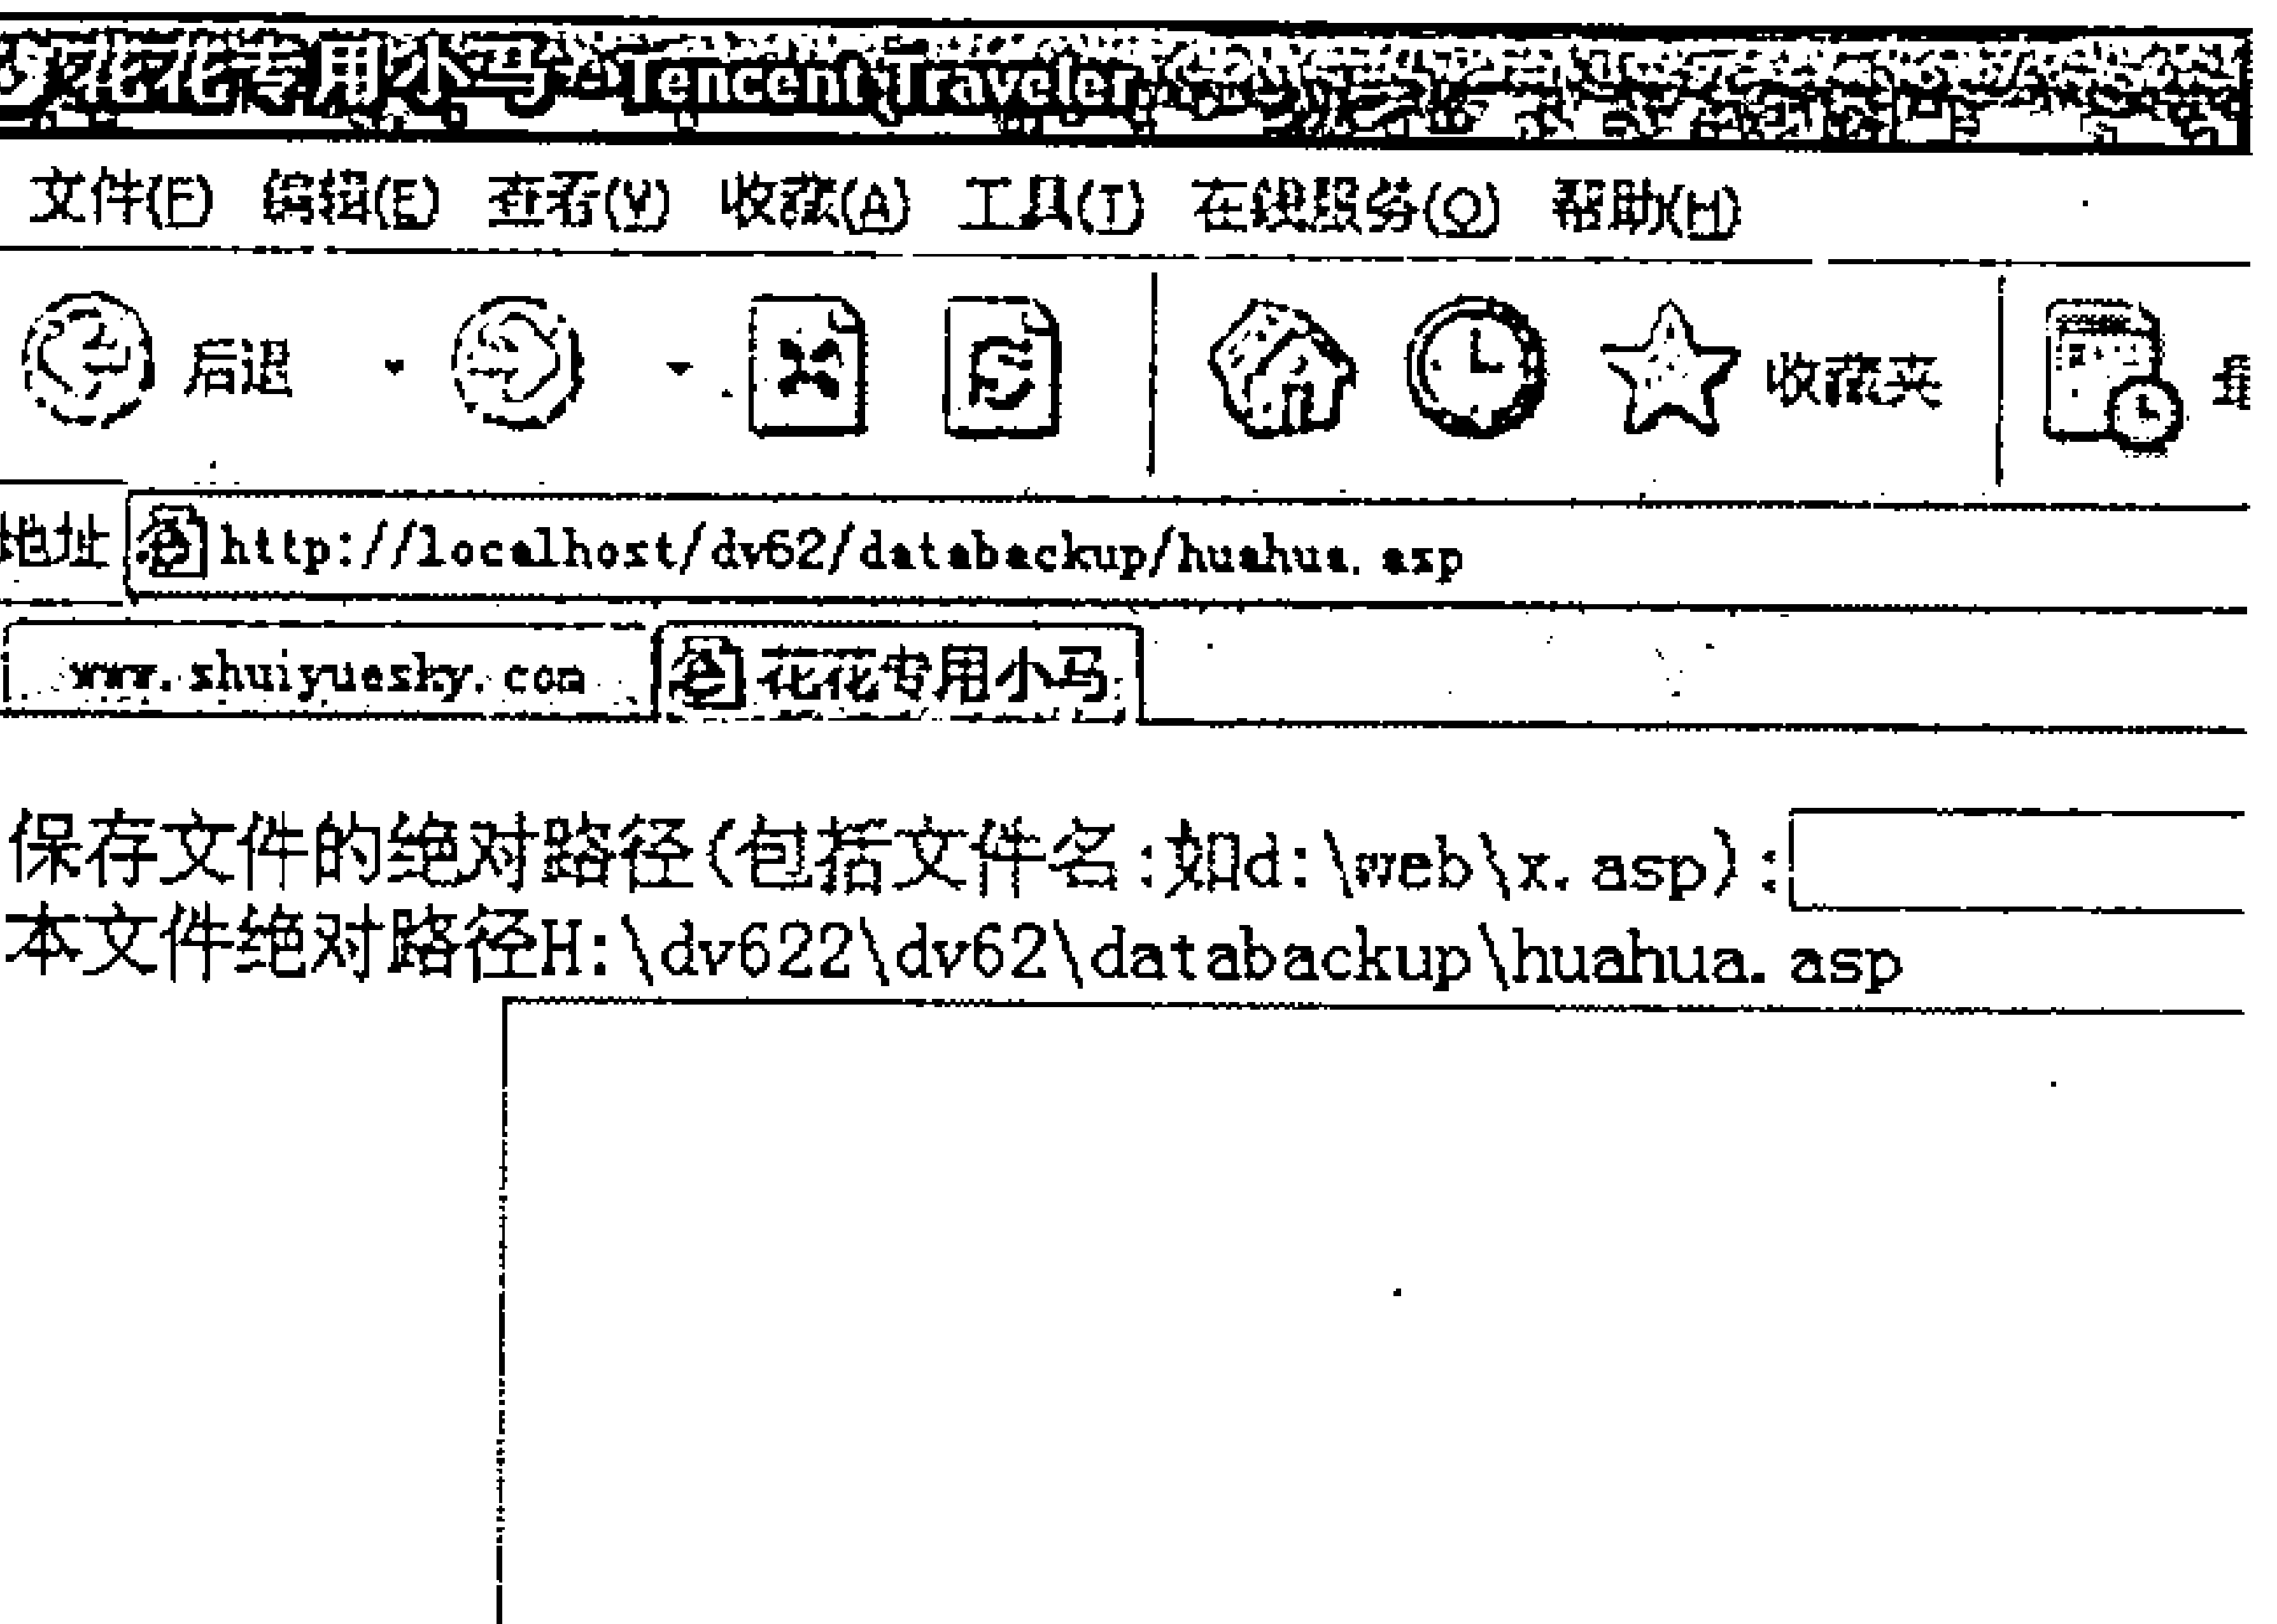 花花专用小马 - Tencent Traveler
文件(F) 编辑(E) 查看(V) 收藏(A) 工具(T) 在线服务(O) 帮助(H)
后退 收藏夹
地址 http://localhost/dv62/databackup/huahua.asp
www.shuiyuesky.com 花花专用小马
保存文件的绝对路径(包括文件名:如d:\web\x.asp):
本文件绝对路径H:\dv622\dv62\databackup\huahua.asp